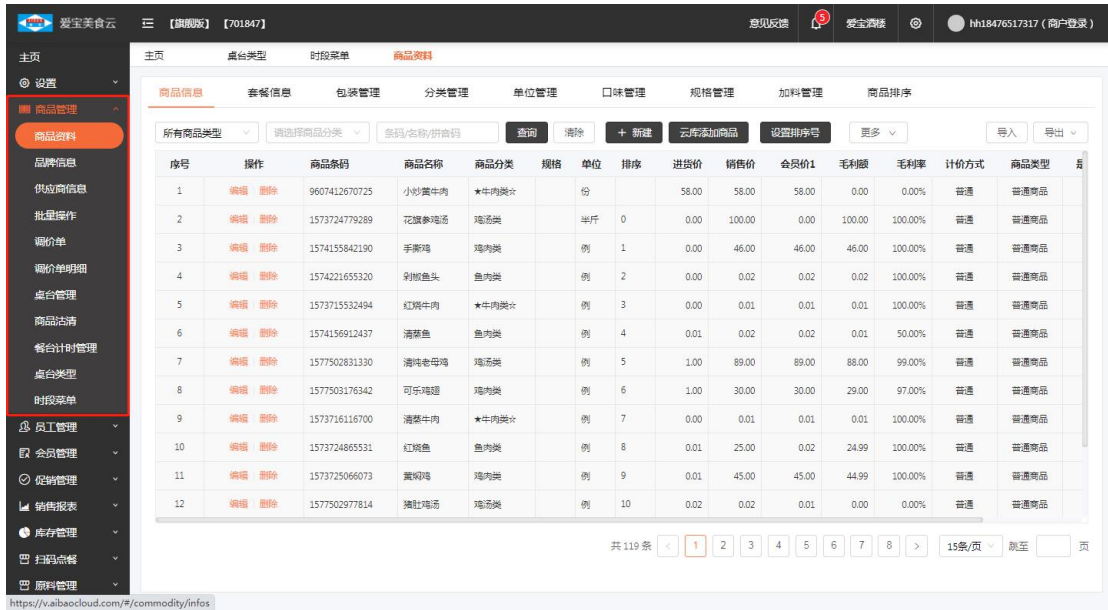 爱宝美食云 【旗舰版】 【701847】 意见反馈 5 爱宝酒楼 hh18476517317 ( 商户登录 )
主页 桌台类型 时段菜单 商品资料
主页
设置
商品管理
商品资料
品牌信息
供应商信息
批量操作
调价单
调价单明细
桌台管理
商品沽清
餐台计时管理
桌台类型
时段菜单
员工管理
会员管理
促销管理
销售报表
库存管理
扫码点餐
原料管理
商品信息 套餐信息 包装管理 分类管理 单位管理 口味管理 规格管理 加料管理 商品排序
所有商品类型 请选择商品分类 条码/名称/拼音码 查询 清除 + 新建 云库添加商品 设置排序号 更多 导入 导出
序号 操作 商品条码 商品名称 商品分类 规格 单位 排序 进货价 销售价 会员价1 毛利额 毛利率 计价方式 商品类型
1 编辑 删除 9607412670725 小炒黄牛肉 ★牛肉类☆ 份 58.00 58.00 58.00 0.00 0.00% 普通 普通商品
2 编辑 删除 1573724779289 花旗参鸡汤 鸡汤类 半斤 0 0.00 100.00 0.00 100.00 100.00% 普通 普通商品
3 编辑 删除 1574155842190 手撕鸡 鸡肉类 例 1 0.00 46.00 46.00 46.00 100.00% 普通 普通商品
4 编辑 删除 1574221655320 剁椒鱼头 鱼肉类 例 2 0.00 0.02 0.02 0.02 100.00% 普通 普通商品
5 编辑 删除 1573715532494 红烧牛肉 ★牛肉类☆ 例 3 0.00 0.01 0.01 0.01 100.00% 普通 普通商品
6 编辑 删除 1574156912437 清蒸鱼 鱼肉类 例 4 0.01 0.02 0.02 0.01 50.00% 普通 普通商品
7 编辑 删除 1577502831330 清炖老母鸡 鸡汤类 例 5 1.00 89.00 89.00 88.00 99.00% 普通 普通商品
8 编辑 删除 1577503176342 可乐鸡翅 鸡肉类 例 6 1.00 30.00 30.00 29.00 97.00% 普通 普通商品
9 编辑 删除 1573716116700 清蒸牛肉 ★牛肉类☆ 例 7 0.00 0.01 0.01 0.01 100.00% 普通 普通商品
10 编辑 删除 1573724865531 红烧鱼 鱼肉类 例 8 0.01 25.00 0.02 24.99 100.00% 普通 普通商品
11 编辑 删除 1573725066073 黄焖鸡 鸡肉类 例 9 0.01 45.00 45.00 44.99 100.00% 普通 普通商品
12 编辑 删除 1577502977814 猪肚鸡汤 鸡汤类 例 10 0.02 0.02 0.01 0.00 0.00% 普通 普通商品
共 119 条 < 1 2 3 4 5 6 7 8 > 15条/页 跳至 页
https://v.aibaocloud.com/#/commodity/infos